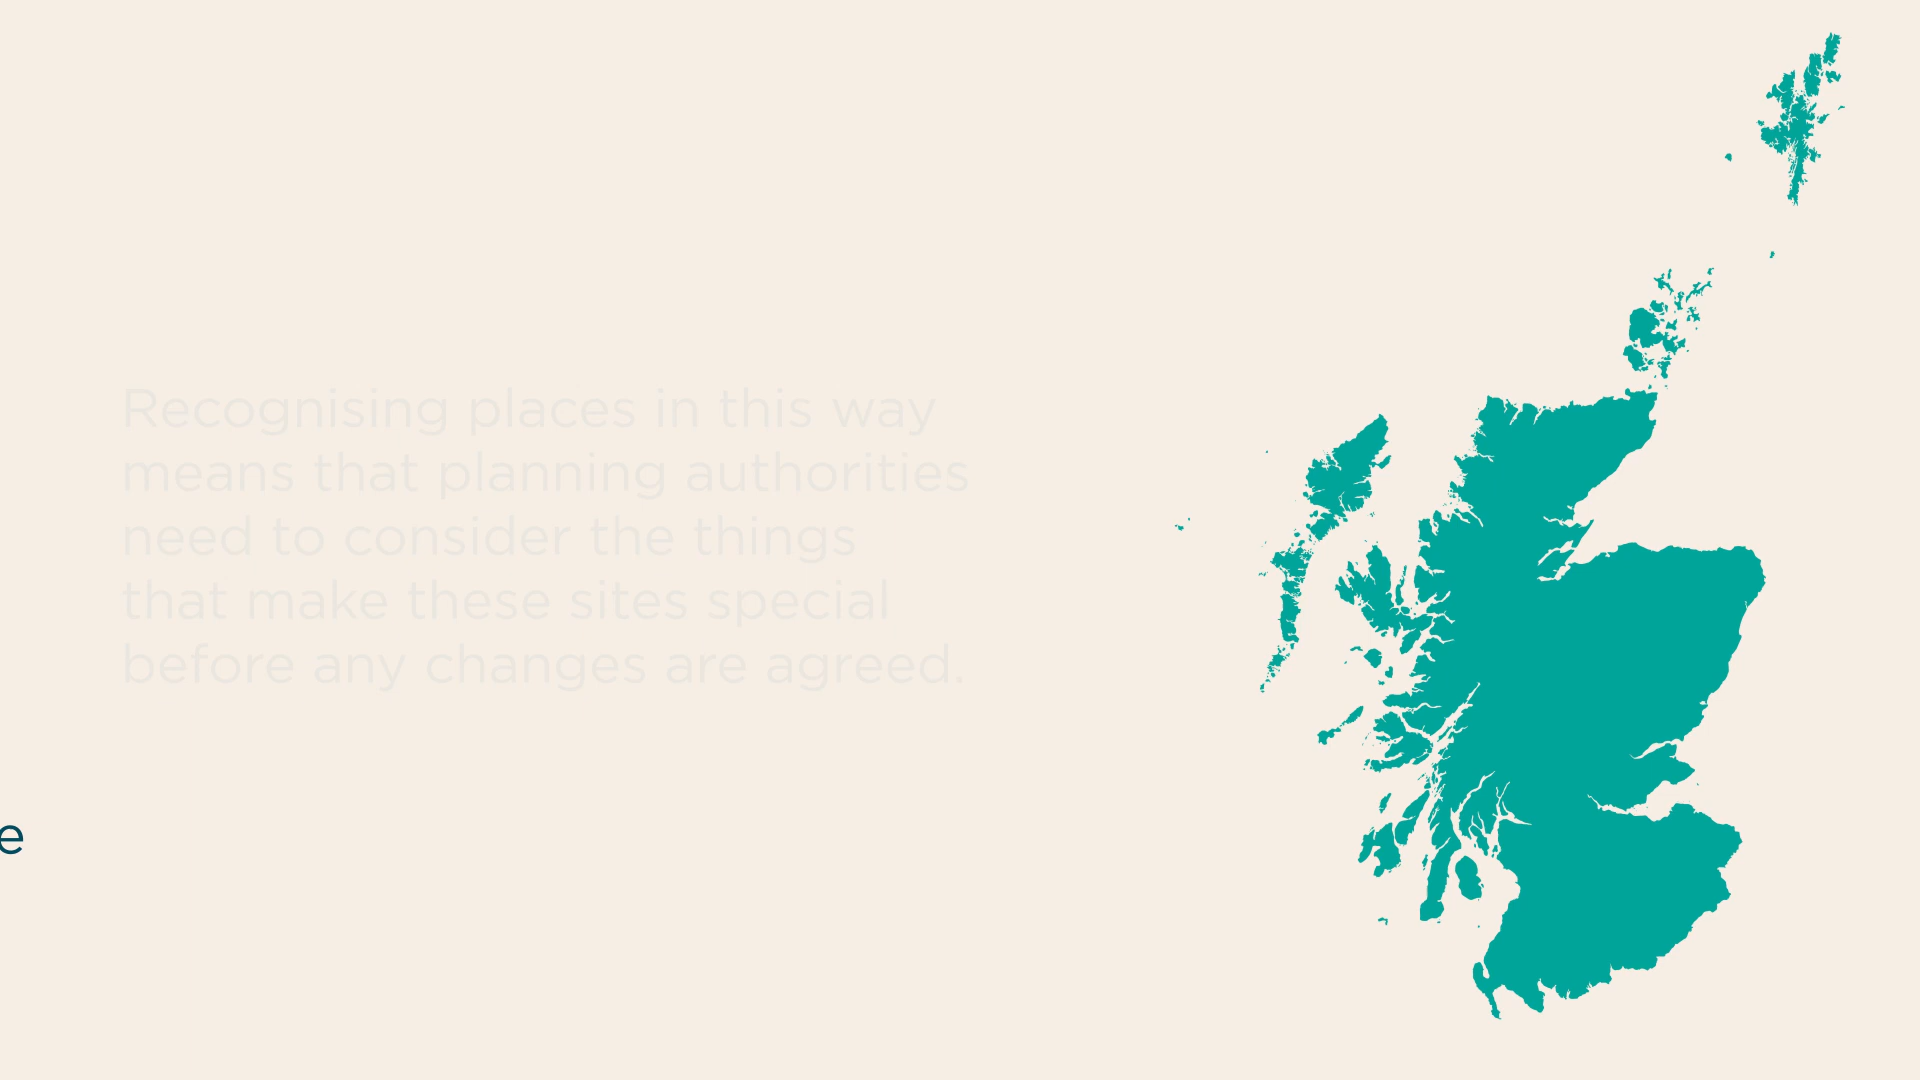 Recognising places in this way
means that planning authorities
need to consider the things
that make these sites special
before any changes are agreed.
e